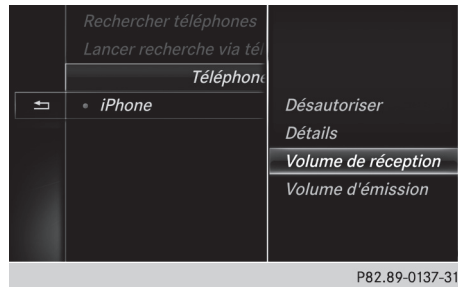 Rechercher téléphones
Lancer recherche via tél
Téléphone
iPhone
Désautoriser
Détails
Volume de réception
Volume d'émission
P82.89-0137-31